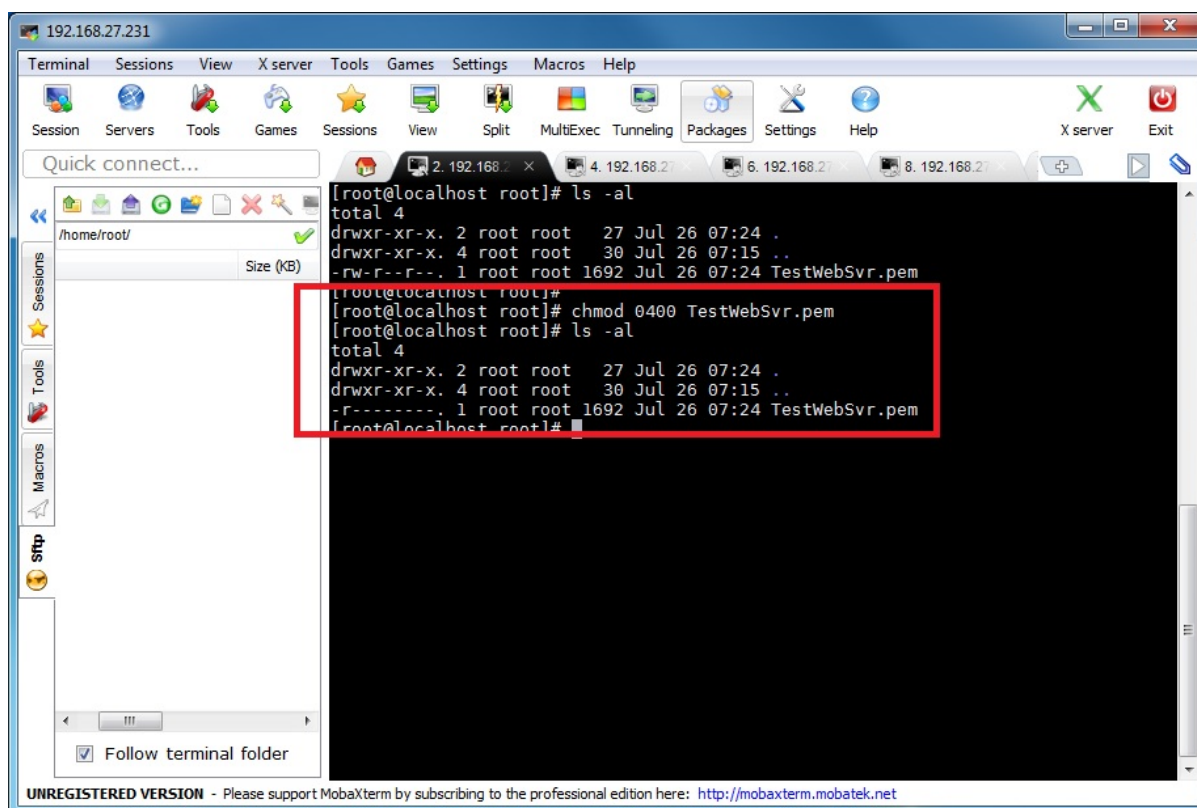 192.168.27.231
Terminal Sessions View X server Tools Games Settings Macros Help
Session Servers Tools Games Sessions View Split MultiExec Tunneling Packages Settings Help X server Exit
Quick connect...
2. 192.168.2
4. 192.168.27
6. 192.168.27
8. 192.168.27
/home/root/
Size (KB)
Sessions
Tools
Macros
Sftp
[root@localhost root]# ls -al
total 4
drwxr-xr-x. 2 root root 27 Jul 26 07:24 .
drwxr-xr-x. 4 root root 30 Jul 26 07:15 ..
-rw-r--r--. 1 root root 1692 Jul 26 07:24 TestWebSvr.pem
[root@localhost root]#
[root@localhost root]# chmod 0400 TestWebSvr.pem
[root@localhost root]# ls -al
total 4
drwxr-xr-x. 2 root root 27 Jul 26 07:24 .
drwxr-xr-x. 4 root root 30 Jul 26 07:15 ..
-r--------. 1 root root 1692 Jul 26 07:24 TestWebSvr.pem
[root@localhost root]#
Follow terminal folder
UNREGISTERED VERSION - Please support MobaXterm by subscribing to the professional edition here: http://mobaxterm.mobatek.net